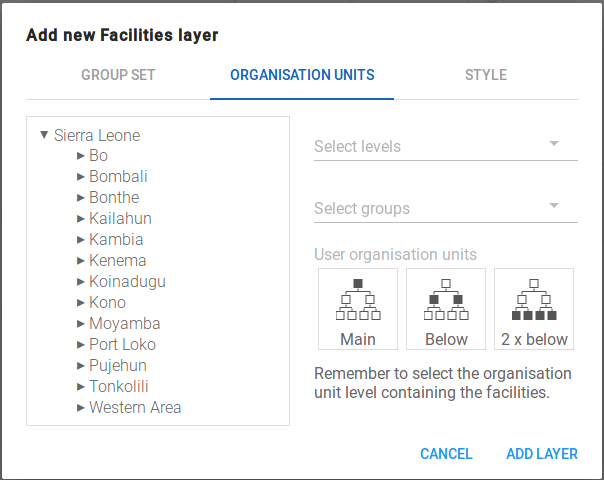 Add new Facilities layer
GROUP SET
ORGANISATION UNITS
STYLE
Sierra Leone
Bo
Bombali
Bonthe
Kailahun
Kambia
Kenema
Koinadugu
Kono
Moyamba
Port Loko
Pujehun
Tonkolili
Western Area
Select levels
Select groups
User organisation units
Main
Below
2 x below
Remember to select the organisation
unit level containing the facilities.
CANCEL
ADD LAYER